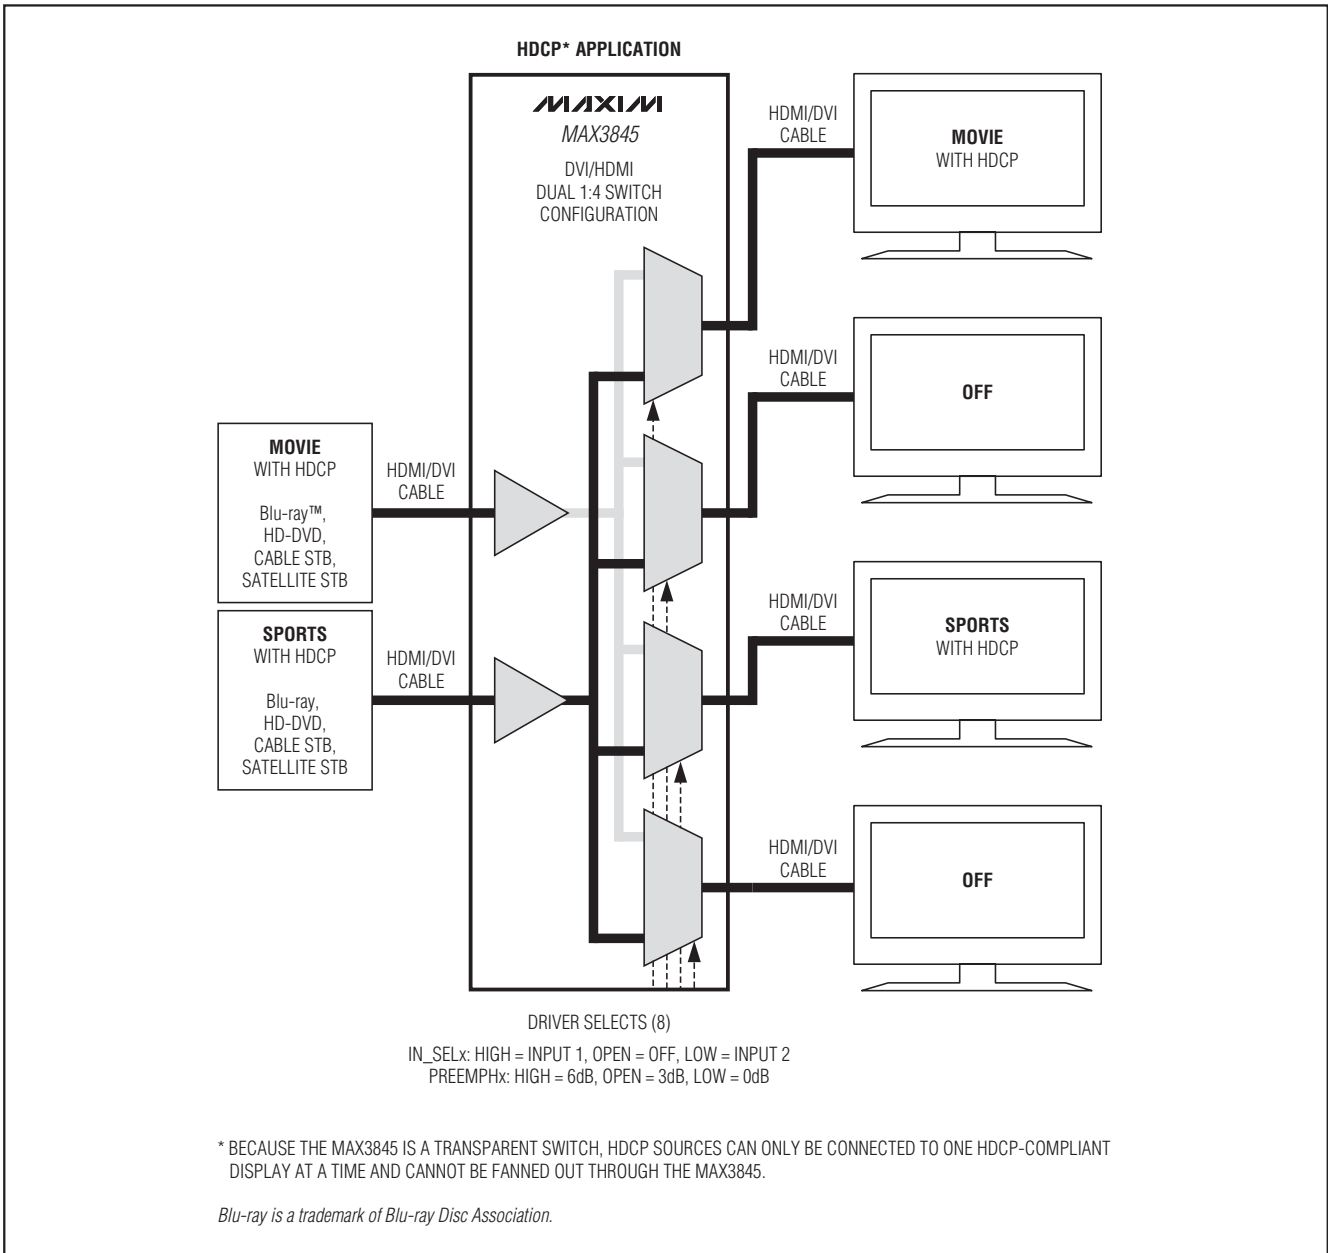 HDCP* APPLICATION
MAXIM
MAX3845
DVI/HDMI
DUAL 1:4 SWITCH
CONFIGURATION
HDMI/DVI
CABLE
MOVIE
WITH HDCP
HDMI/DVI
CABLE
OFF
MOVIE
WITH HDCP
Blu-ray™,
HD-DVD,
CABLE STB,
SATELLITE STB
HDMI/DVI
CABLE
SPORTS
WITH HDCP
Blu-ray,
HD-DVD,
CABLE STB,
SATELLITE STB
HDMI/DVI
CABLE
HDMI/DVI
CABLE
SPORTS
WITH HDCP
HDMI/DVI
CABLE
OFF
DRIVER SELECTS (8)
IN_SELx: HIGH = INPUT 1, OPEN = OFF, LOW = INPUT 2
PREEMPHx: HIGH = 6dB, OPEN = 3dB, LOW = 0dB
* BECAUSE THE MAX3845 IS A TRANSPARENT SWITCH, HDCP SOURCES CAN ONLY BE CONNECTED TO ONE HDCP-COMPLIANT
DISPLAY AT A TIME AND CANNOT BE FANNED OUT THROUGH THE MAX3845.
Blu-ray is a trademark of Blu-ray Disc Association.